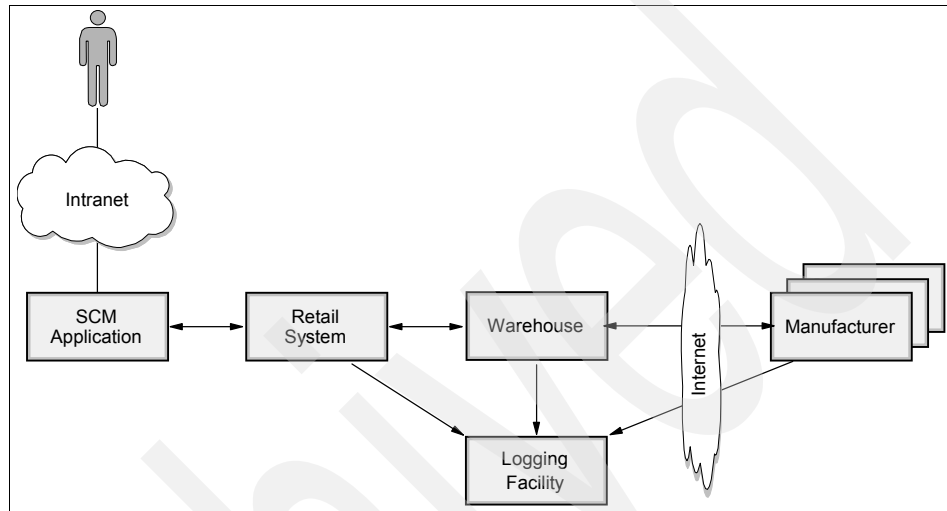 Intranet
SCM
Application
Retail
System
Warehouse
Internet
Manufacturer
Logging
Facility